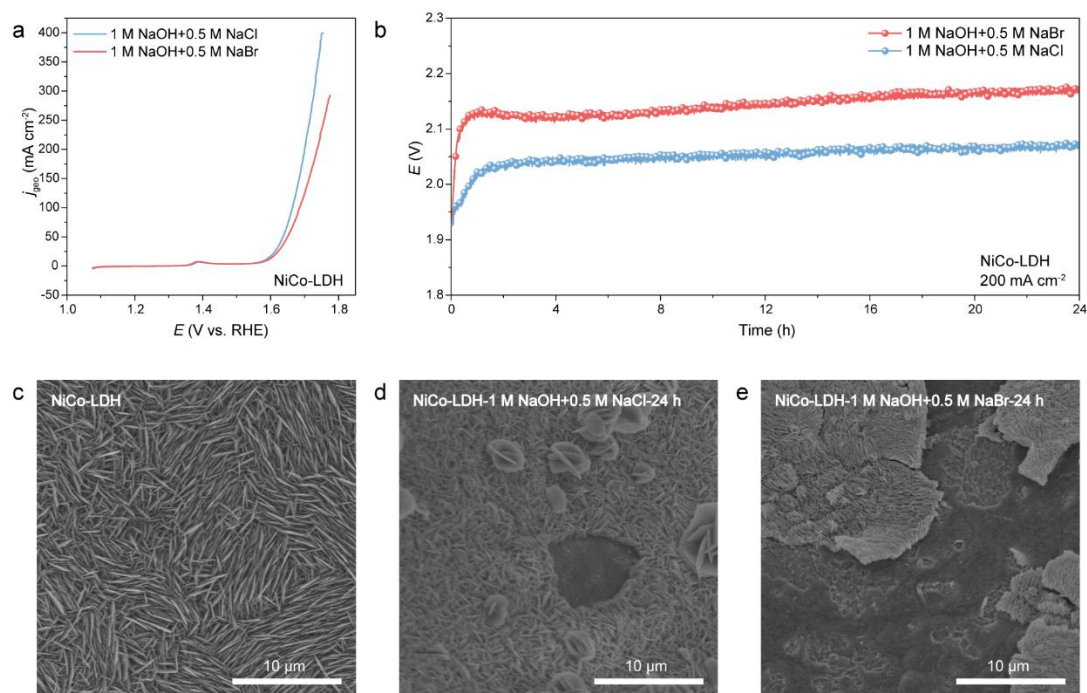 a
400
350
300
250
200
150
100
50
0
-50
1.0
1.2
1.4
1.6
1.8
j_geo (mA cm⁻²)
E (V vs. RHE)
1 M NaOH+0.5 M NaCl
1 M NaOH+0.5 M NaBr
NiCo-LDH
b
2.3
2.2
2.1
2.0
1.9
1.8
0
4
8
12
16
20
24
E (V)
Time (h)
1 M NaOH+0.5 M NaBr
1 M NaOH+0.5 M NaCl
NiCo-LDH
200 mA cm⁻²
c
NiCo-LDH
10 μm
d
NiCo-LDH-1 M NaOH+0.5 M NaCl-24 h
10 μm
e
NiCo-LDH-1 M NaOH+0.5 M NaBr-24 h
10 μm